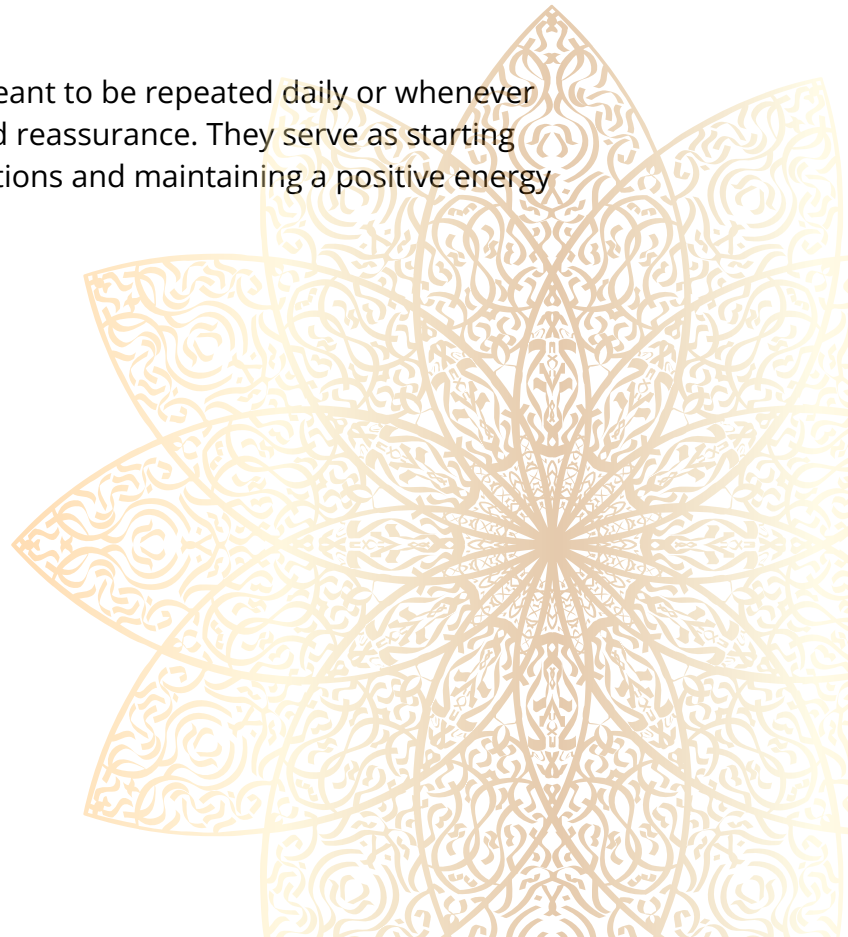 eant to be repeated daily or whenever
d reassurance. They serve as starting
tions and maintaining a positive energy